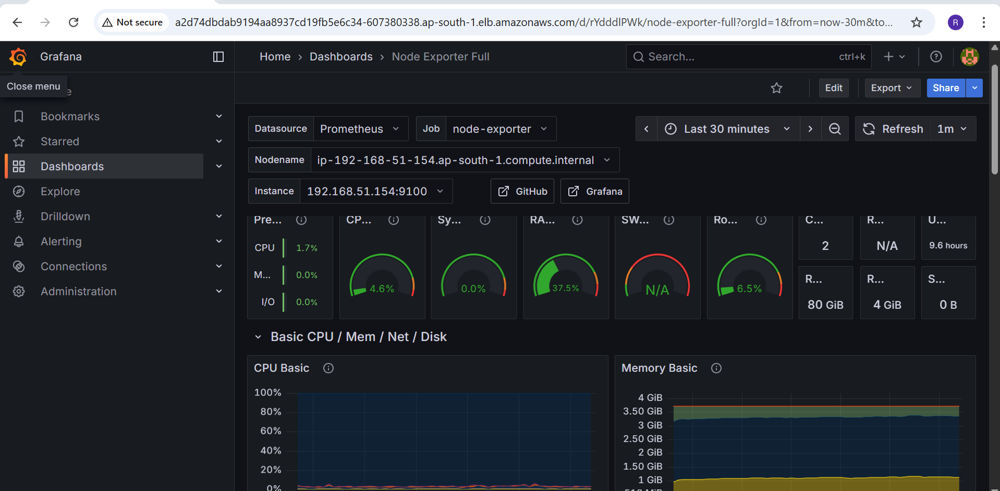 Not secure
a2d74dbdab9194aa8937cd19fb5e6c34-607380338.ap-south-1.elb.amazonaws.com/d/rYdddlPWk/node-exporter-full?orgId=1&from=now-30m&to...
R
Grafana
Home > Dashboards > Node Exporter Full
Search...
ctrl+k
Close menu
e
Edit
Export
Share
Bookmarks
Starred
Dashboards
Explore
Drilldown
Alerting
Connections
Administration
Datasource
Prometheus
Job
node-exporter
Last 30 minutes
Refresh
1m
Nodename
ip-192-168-51-154.ap-south-1.compute.internal
Instance
192.168.51.154:9100
GitHub
Grafana
Pre...
CP...
Sy...
RA...
SW...
Ro...
C...
R...
U...
CPU 1.7%
M... 0.0%
I/O 0.0%
4.6%
0.0%
37.5%
N/A
6.5%
2
N/A
9.6 hours
R...
R...
S...
80 GiB
4 GiB
0 B
Basic CPU / Mem / Net / Disk
CPU Basic
100%
80%
60%
40%
20%
0%
Memory Basic
4 GiB
3.50 GiB
3 GiB
2.50 GiB
2 GiB
1.50 GiB
1 GiB